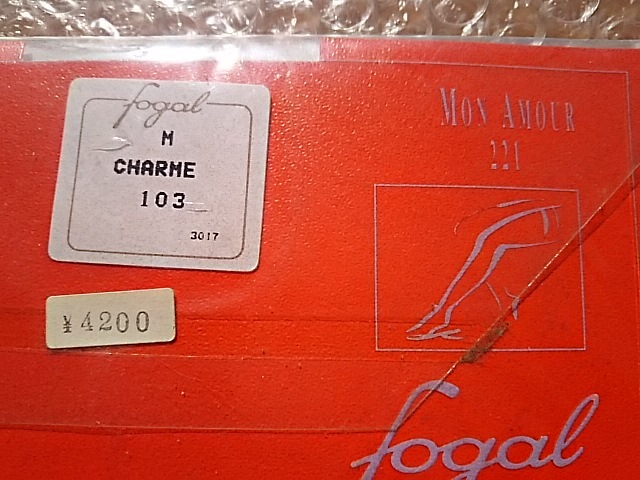 fogal
M
CHARME
103
3017
¥4200
MON AMOUR
221
fogal